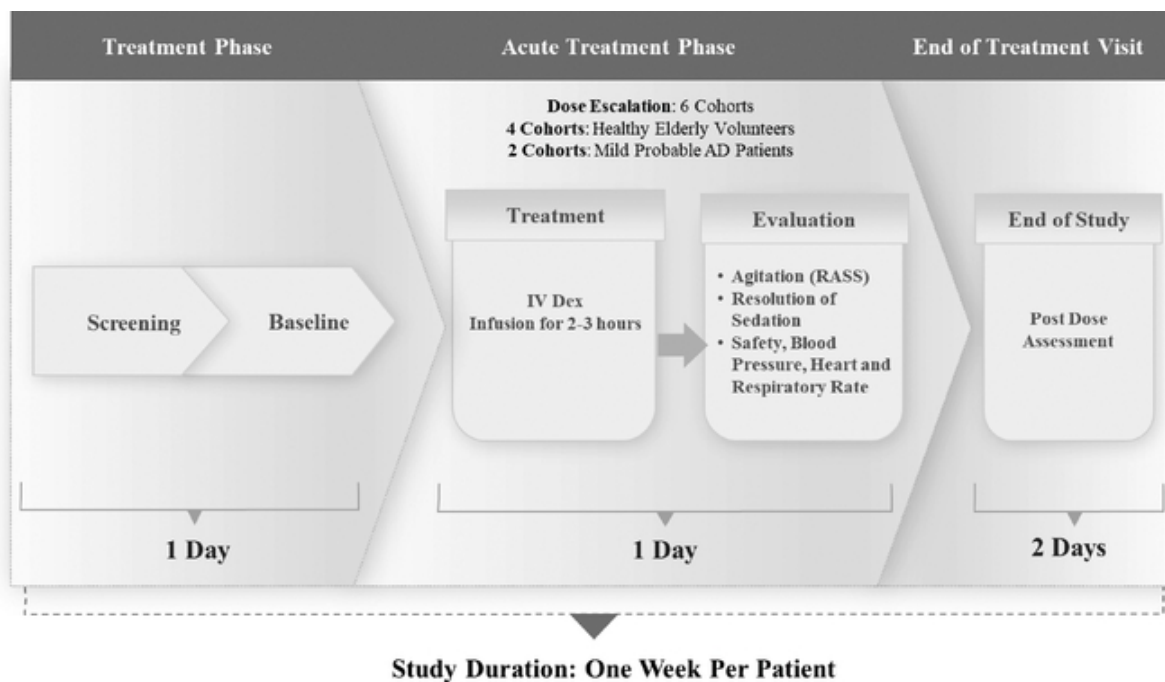 Treatment Phase
Acute Treatment Phase
End of Treatment Visit
Dose Escalation: 6 Cohorts
4 Cohorts: Healthy Elderly Volunteers
2 Cohorts: Mild Probable AD Patients
Screening
Baseline
Treatment
IV Dex
Infusion for 2-3 hours
Evaluation
• Agitation (RASS)
• Resolution of
Sedation
• Safety, Blood
Pressure, Heart and
Respiratory Rate
End of Study
Post Dose
Assessment
1 Day
1 Day
2 Days
Study Duration: One Week Per Patient